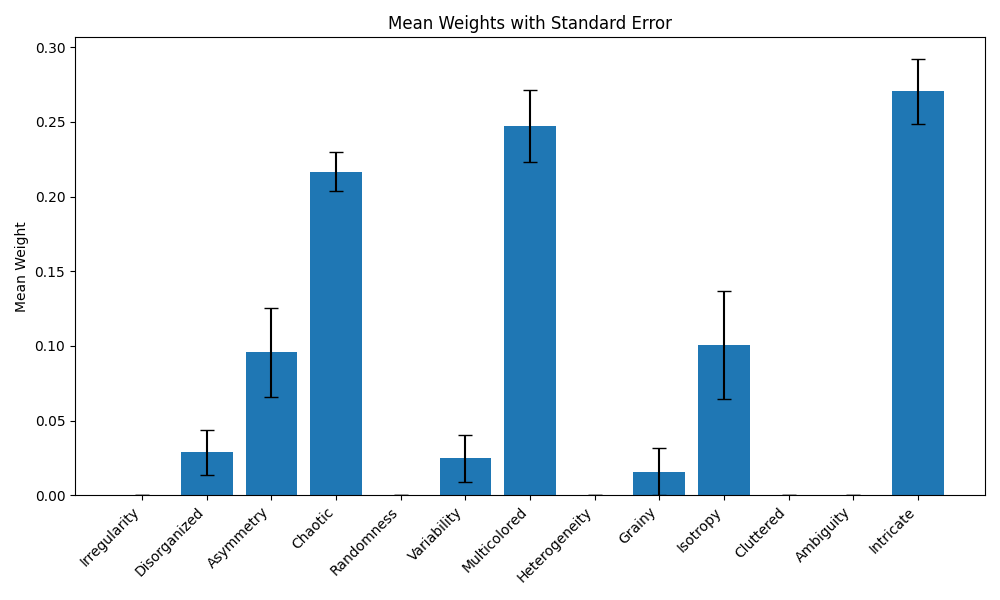 Mean Weights with Standard Error
Mean Weight
0.30
0.25
0.20
0.15
0.10
0.05
0.00
Irregularity
Disorganized
Asymmetry
Chaotic
Randomness
Variability
Multicolored
Heterogeneity
Grainy
Isotropy
Cluttered
Ambiguity
Intricate